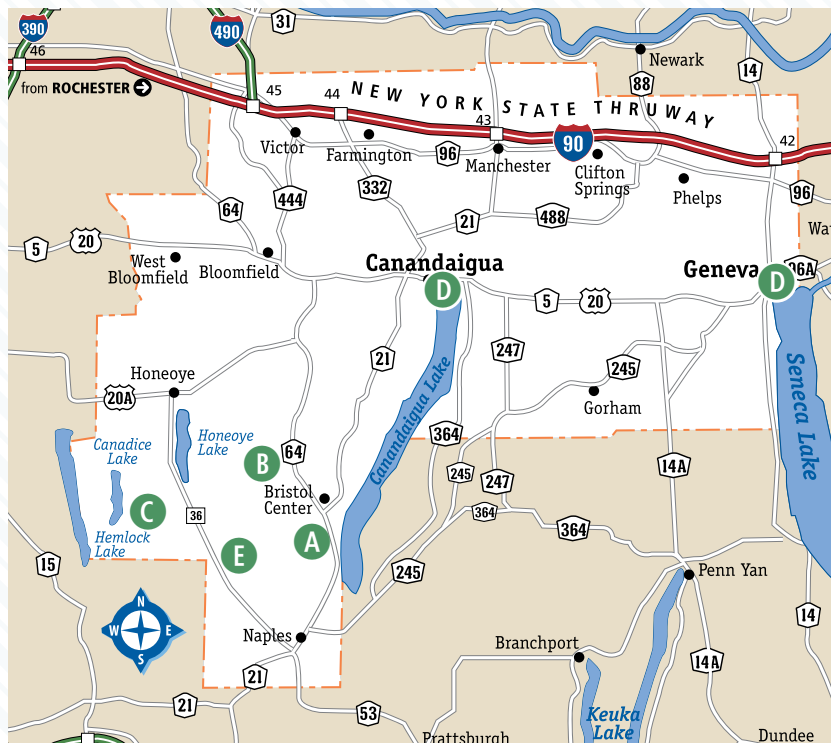 390
490
31
Newark
88
14
46
from ROCHESTER
45
44
NEW YORK STATE THRUWAY
43
90
42
Victor
Farmington
96
Manchester
Clifton
Springs
Phelps
96
332
444
64
21
488
5
20
West
Bloomfield
Bloomfield
Canandaigua
D
Geneva
D
5
20
21
247
245
Gorham
Honeoye
20A
Canandaigua Lake
Seneca Lake
Canadice
Lake
Honeoye
Lake
64
B
364
245
247
14A
Bristol
Center
C
36
364
364
Hemlock
Lake
E
A
15
245
Penn Yan
N
W
E
S
Naples
Branchport
14
21
14A
21
53
Keuka
Lake
Prattsburgh
Dundee